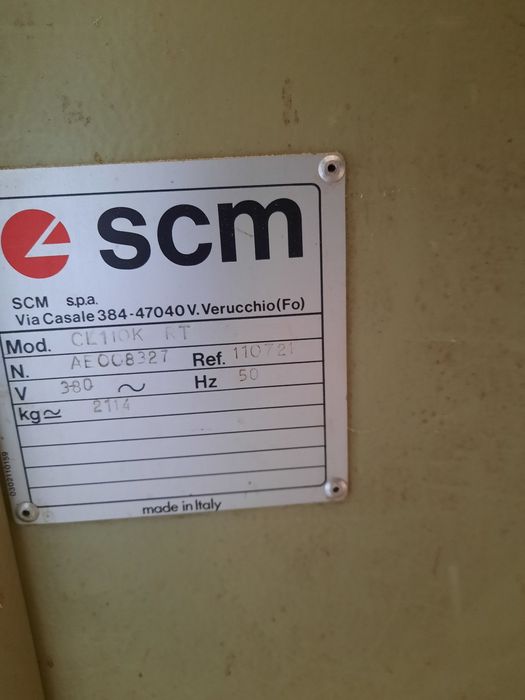 scm
SCM s.p.a.
Via Casale 384-47040 V. Verucchio (Fo)
Mod. CL110K RT
N. AE008327 Ref. 110721
V 380 ~ Hz 50
kg≃ 2114
made in Italy